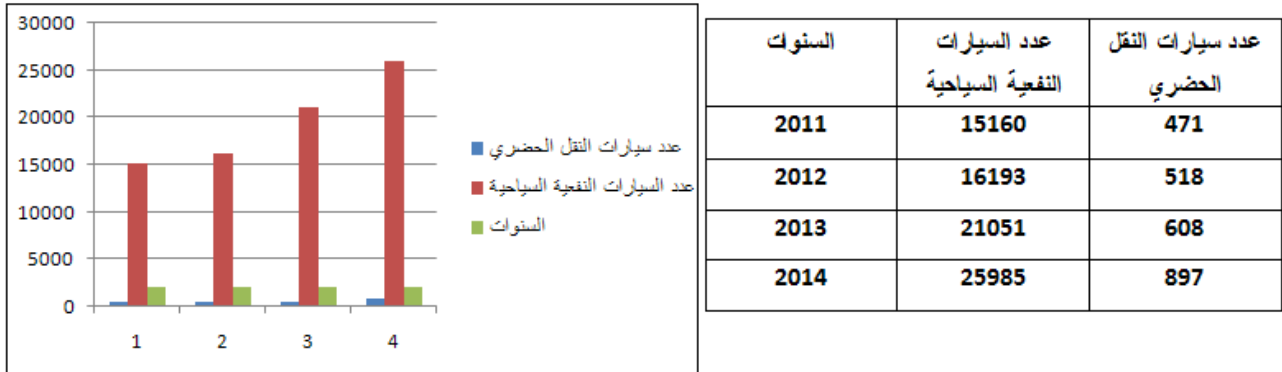 30000
25000
20000
15000
10000
5000
0
1 2 3 4
عدد سيارات النقل الحضري
عدد السيارات النفعية السياحية
السنوات
السنوات عدد السيارات عدد سيارات النقل
النفعية السياحية الحضري
2011 15160 471
2012 16193 518
2013 21051 608
2014 25985 897